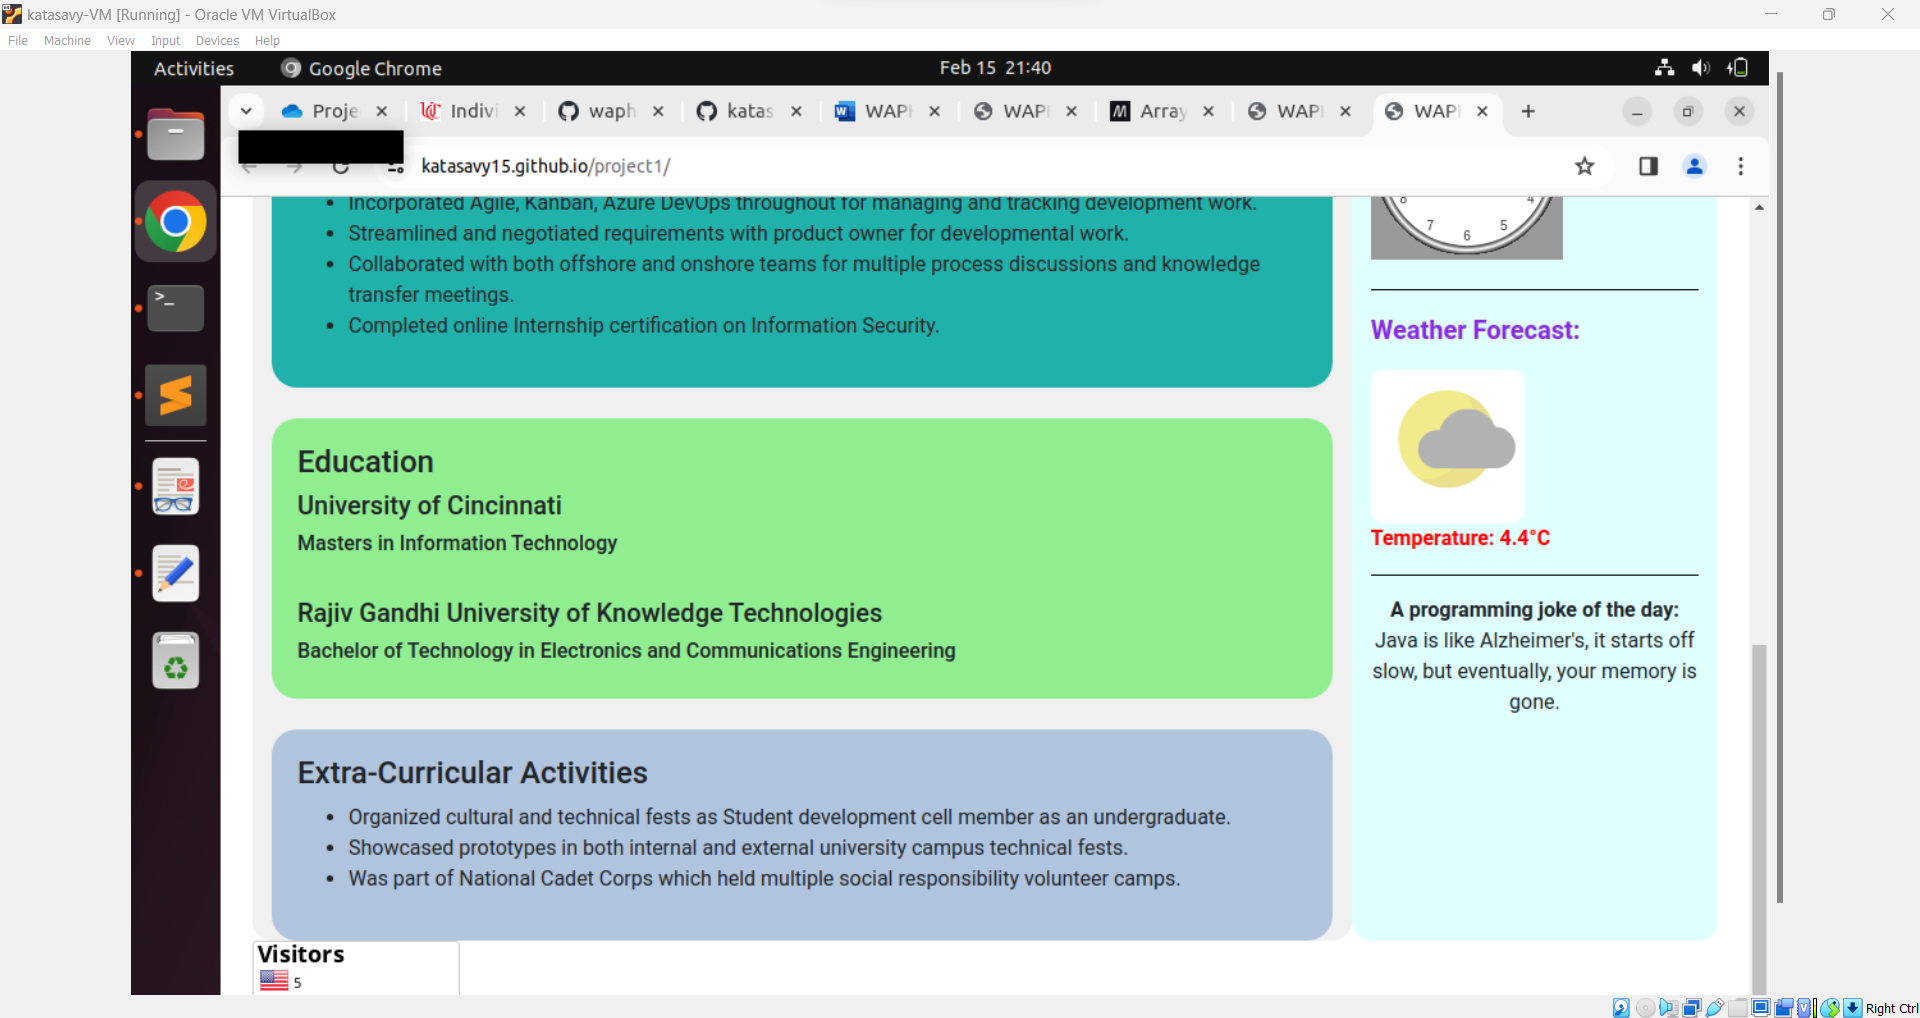 katasavy-VM [Running] - Oracle VM VirtualBox
File Machine View Input Devices Help
Activities Google Chrome Feb 15 21:40
Proje Indivi waph katas WAPH WAPH Array WAPH WAPH
katasavy15.github.io/project1/
Incorporated Agile, Kanban, Azure DevOps throughout for managing and tracking development work.
Streamlined and negotiated requirements with product owner for developmental work.
Collaborated with both offshore and onshore teams for multiple process discussions and knowledge
transfer meetings.
Completed online Internship certification on Information Security.
Education
University of Cincinnati
Masters in Information Technology
Rajiv Gandhi University of Knowledge Technologies
Bachelor of Technology in Electronics and Communications Engineering
Extra-Curricular Activities
Organized cultural and technical fests as Student development cell member as an undergraduate.
Showcased prototypes in both internal and external university campus technical fests.
Was part of National Cadet Corps which held multiple social responsibility volunteer camps.
Visitors
5
8 7 6 5 4
Weather Forecast:
Temperature: 4.4°C
A programming joke of the day:
Java is like Alzheimer's, it starts off
slow, but eventually, your memory is
gone.
Right Ctrl